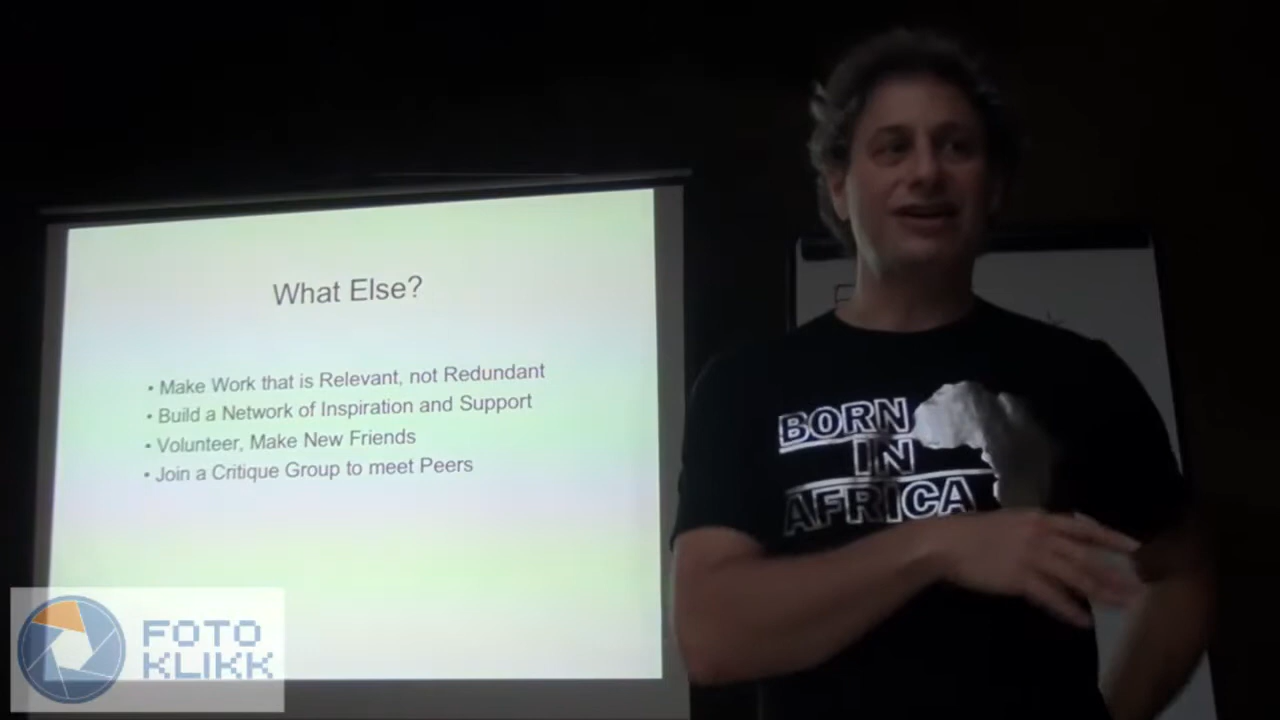 What Else?
• Make Work that is Relevant, not Redundant
• Build a Network of Inspiration and Support
• Volunteer, Make New Friends
• Join a Critique Group to meet Peers
BORN
IN
AFRICA
FOTO
KLIKK